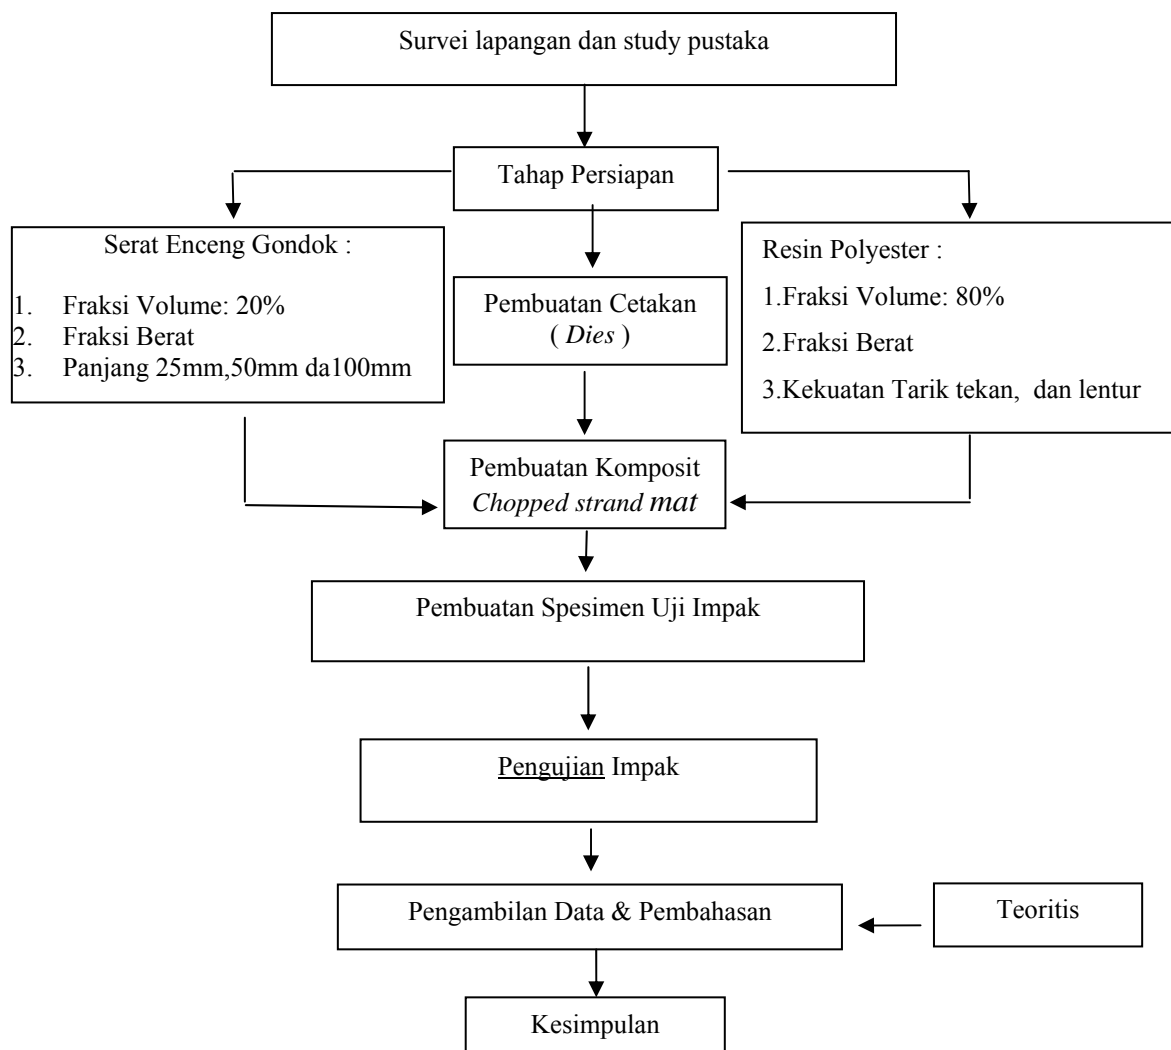 Survei lapangan dan study pustaka
Tahap Persiapan
Serat Enceng Gondok :
1. Fraksi Volume: 20%
2. Fraksi Berat
3. Panjang 25mm,50mm da100mm
Pembuatan Cetakan
( Dies )
Resin Polyester :
1.Fraksi Volume: 80%
2.Fraksi Berat
3.Kekuatan Tarik tekan, dan lentur
Pembuatan Komposit
Chopped strand mat
Pembuatan Spesimen Uji Impak
Pengujian Impak
Pengambilan Data & Pembahasan
Teoritis
Kesimpulan